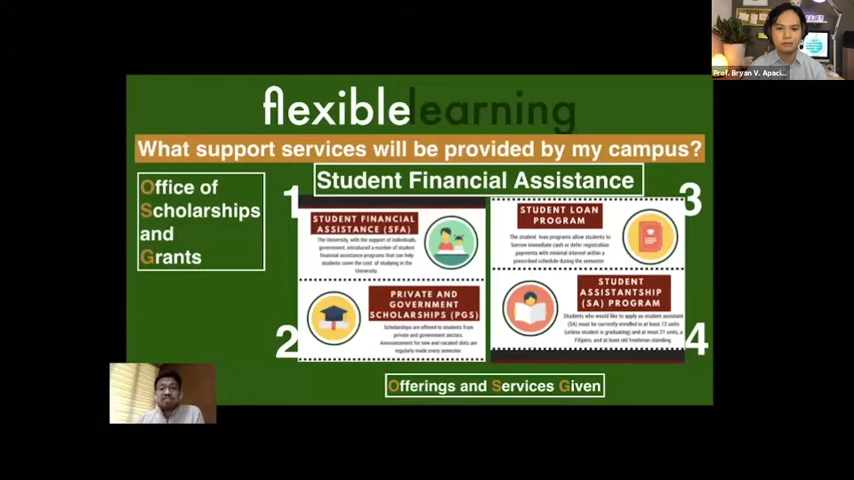 Prof. Bryan V. Apaci...
flexiblelearning
What support services will be provided by my campus?
Office of
Scholarships
and
Grants
Student Financial Assistance
1
STUDENT FINANCIAL
ASSISTANCE (SFA)
The University, with the support of individuals,
government, introduced a number of student
financial assistance programs that can help
students cover the cost of studying in the
University
2
PRIVATE AND
GOVERNMENT
SCHOLARSHIPS (PGS)
Scholarships are offered to students from
private and government sectors.
Announcement for new and vacated slots are
regularly made every semester.
3
STUDENT LOAN
PROGRAM
The student loan programs allow students to
borrow immediate cash or defer registration
payments with minimal interest within a
prescribed schedule during the semester.
4
STUDENT
ASSISTANTSHIP
(SA) PROGRAM
Students who would like to apply as student assistant
(SA) must be currently enrolled in at least 12 units
(unless student is graduating) and at most 21 units, a
Filipino, and at least old freshman standing.
Offerings and Services Given